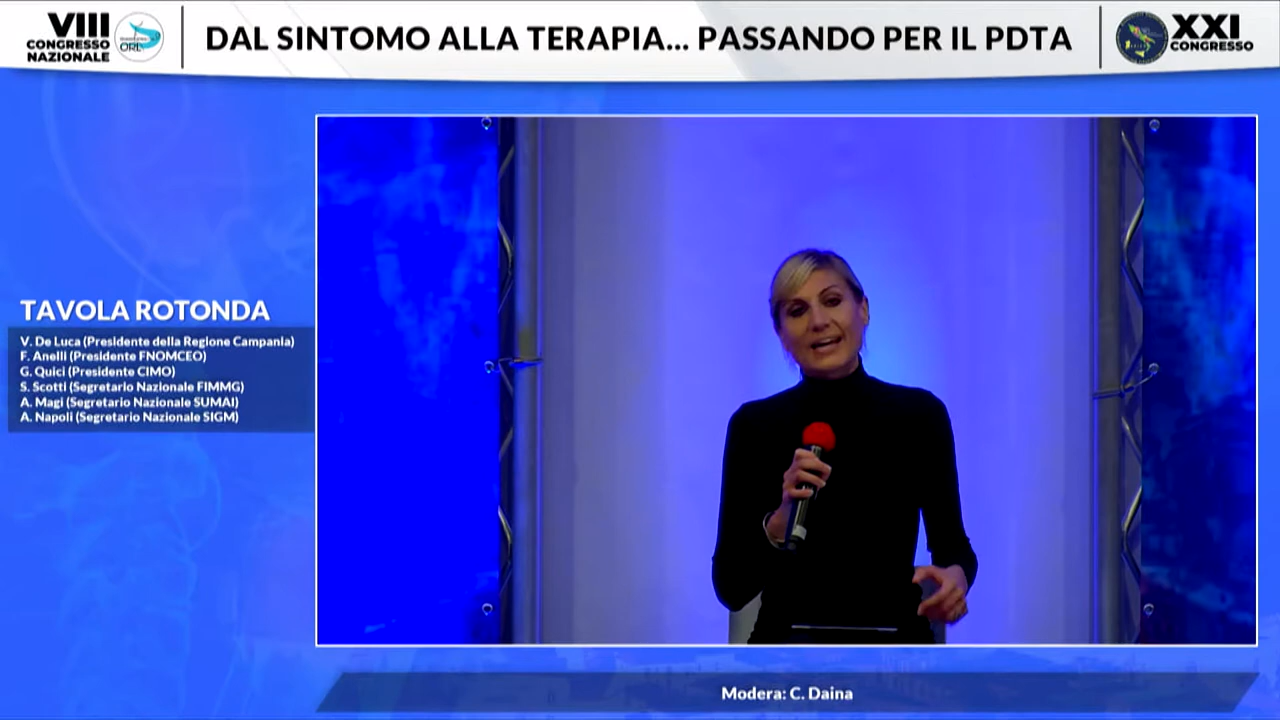 VIII
CONGRESSO
NAZIONALE
ORL
DAL SINTOMO ALLA TERAPIA... PASSANDO PER IL PDTA
XXI
CONGRESSO
TAVOLA ROTONDA
V. De Luca (Presidente della Regione Campania)
F. Anelli (Presidente FNOMCEO)
G. Quici (Presidente CIMO)
S. Scotti (Segretario Nazionale FIMMG)
A. Magi (Segretario Nazionale SUMAI)
A. Napoli (Segretario Nazionale SIGM)
Modera: C. Daina